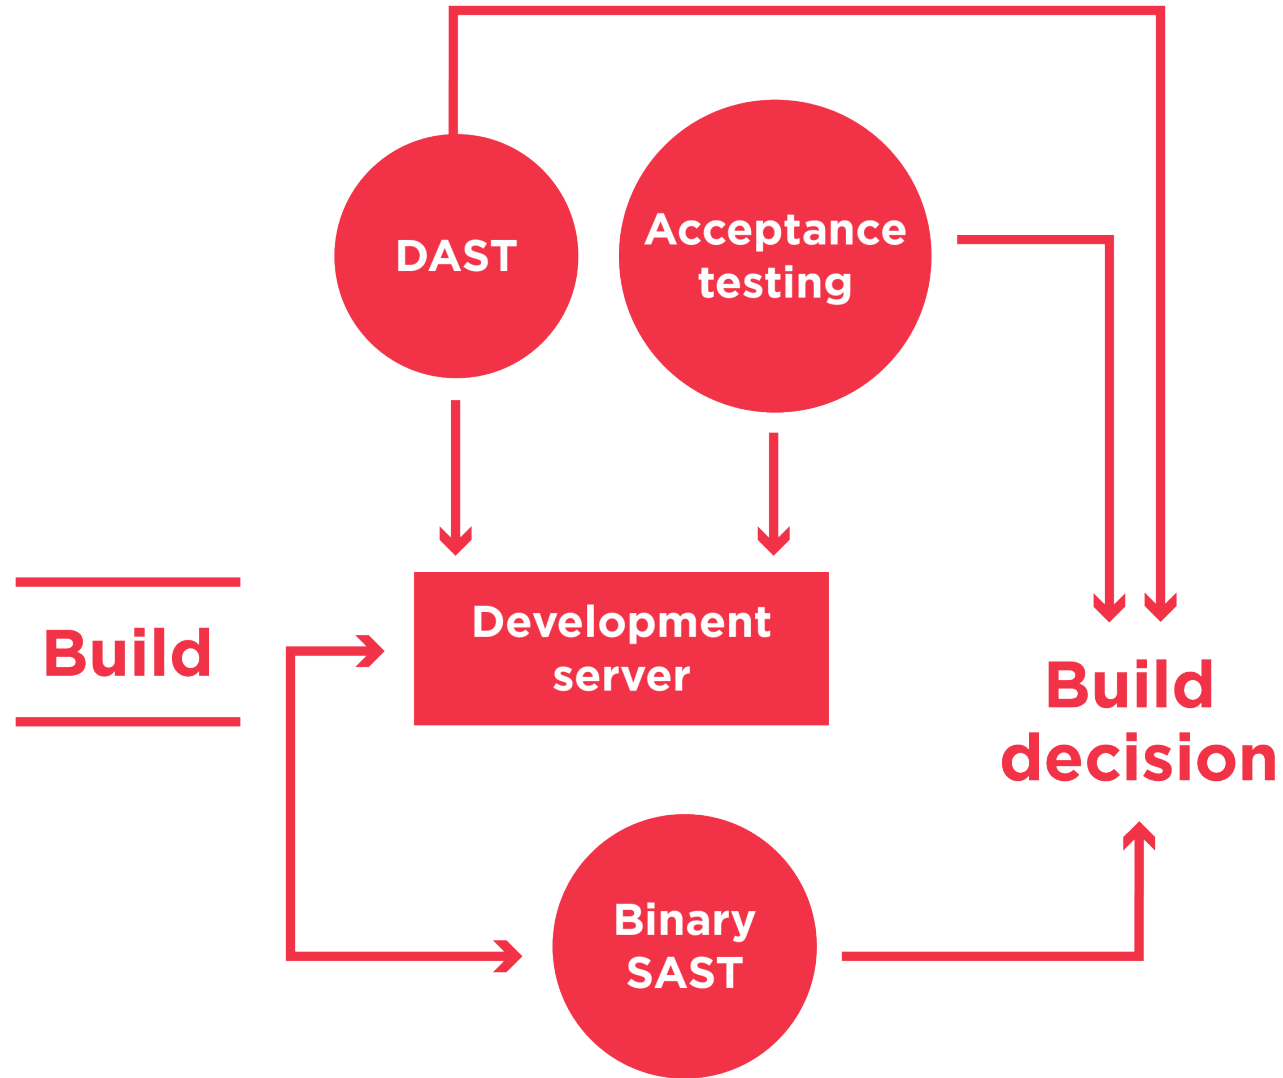 DAST
Acceptance
testing
Build
Development
server
Build
decision
Binary
SAST